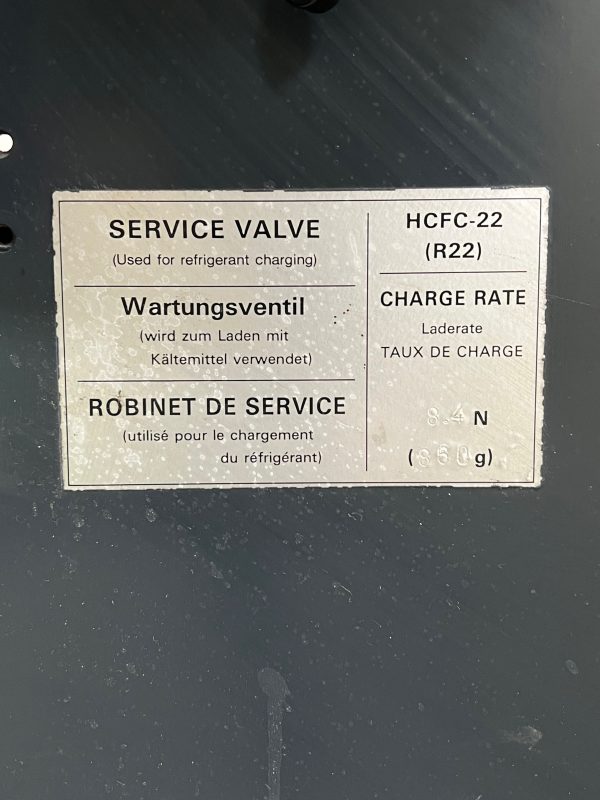 SERVICE VALVE
(Used for refrigerant charging)
Wartungsventil
(wird zum Laden mit
Kältemittel verwendet)
ROBINET DE SERVICE
(utilisé pour le chargement
du réfrigérant)
HCFC-22
(R22)
CHARGE RATE
Laderate
TAUX DE CHARGE
8.4 N
(860g)